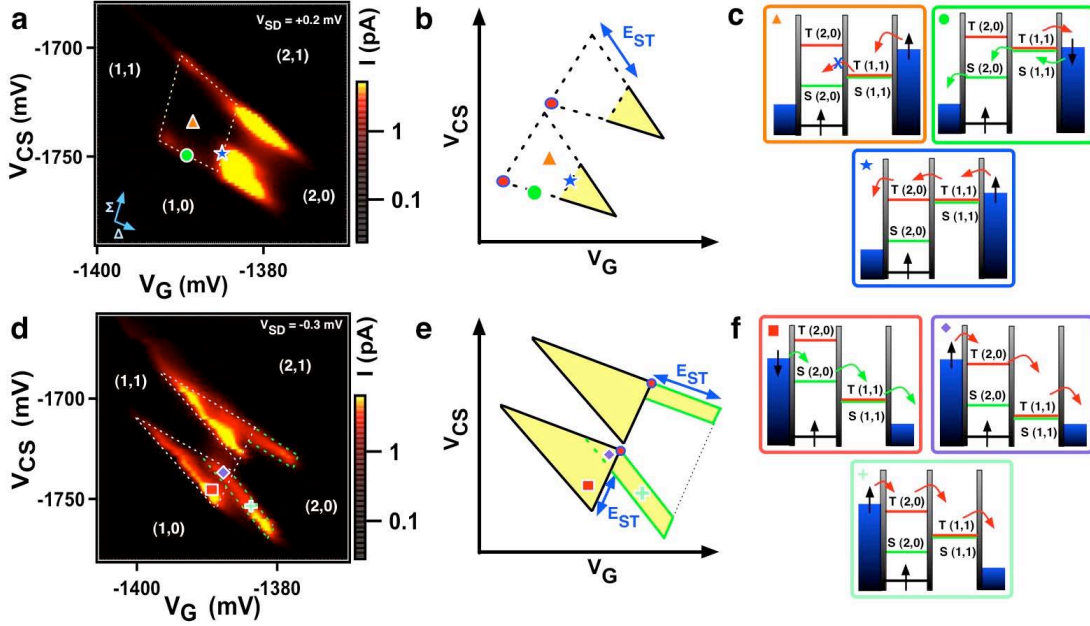 a
V_SD = +0.2 mV
-1700
(1,1)
(2,1)
V_CS (mV)
-1750
(1,0)
(2,0)
Σ
Δ
-1400
-1380
V_G (mV)
I (pA)
1
0.1
b
E_ST
V_CS
V_G
c
T (2,0)
T (1,1)
X
S (2,0)
S (1,1)
T (2,0)
T (1,1)
S (2,0)
S (1,1)
T (2,0)
T (1,1)
S (1,1)
S (2,0)
d
V_SD = -0.3 mV
(1,1)
(2,1)
-1700
V_CS (mV)
-1750
(1,0)
(2,0)
-1400
-1380
V_G (mV)
I (pA)
1
0.1
e
E_ST
V_CS
E_ST
V_G
f
T (2,0)
S (2,0)
T (1,1)
S (1,1)
T (2,0)
S (2,0)
T (1,1)
S (1,1)
T (2,0)
T (1,1)
S (2,0)
S (1,1)